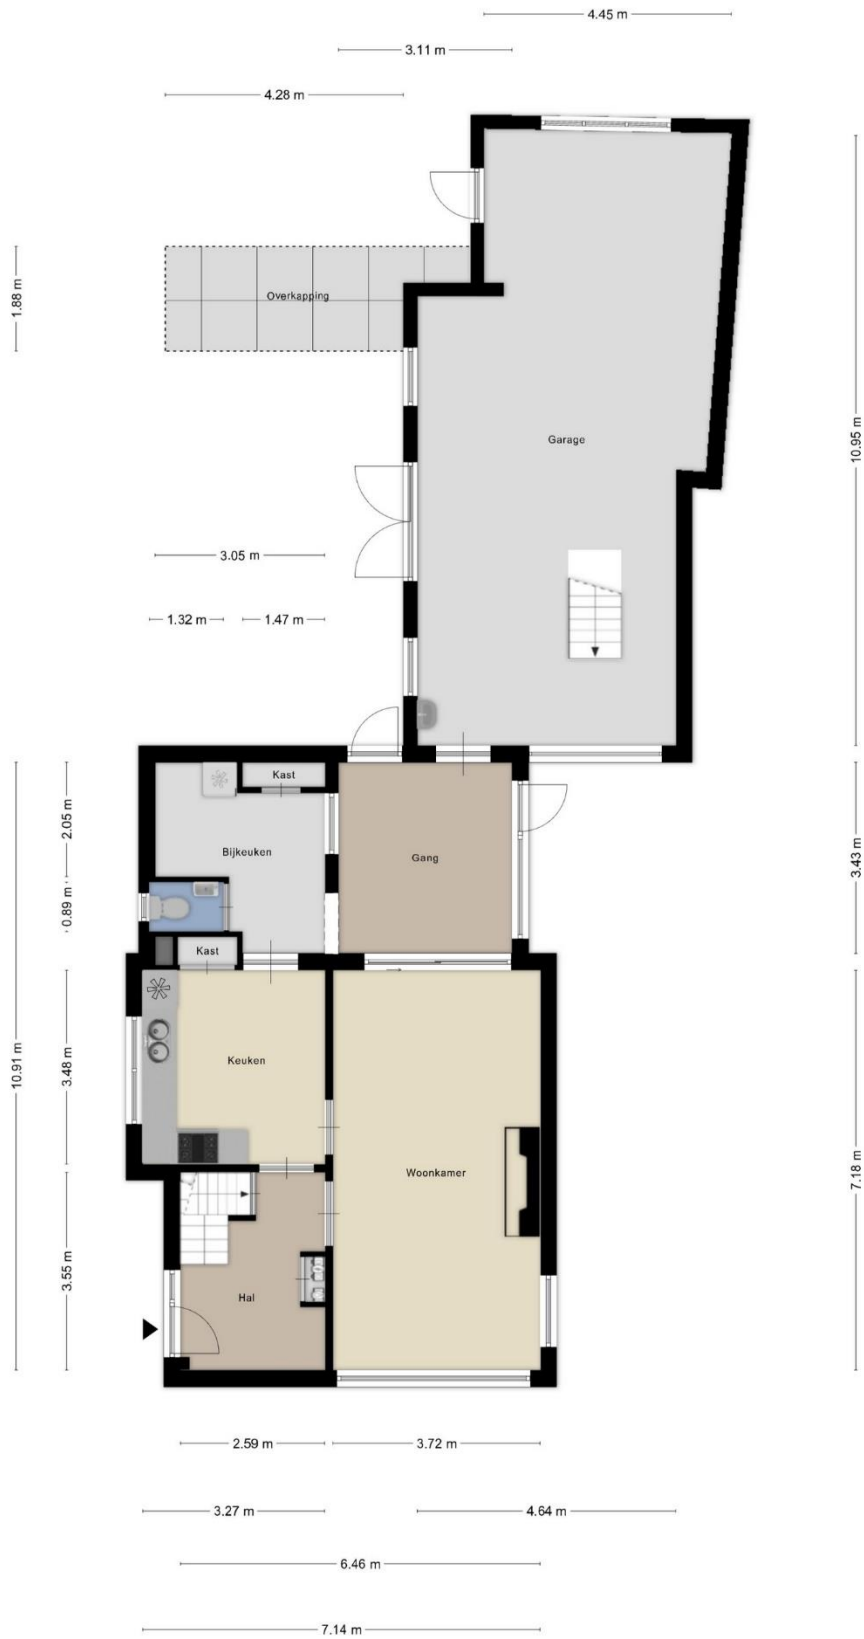 4.45 m
3.11 m
4.28 m
1.88 m
Overkapping
10.95 m
Garage
3.05 m
1.32 m
1.47 m
Kast
2.05 m
Bijkeuken
Gang
3.43 m
0.89 m
Kast
10.91 m
3.48 m
Keuken
Woonkamer
7.18 m
3.55 m
Hal
2.59 m
3.72 m
3.27 m
4.64 m
6.46 m
7.14 m